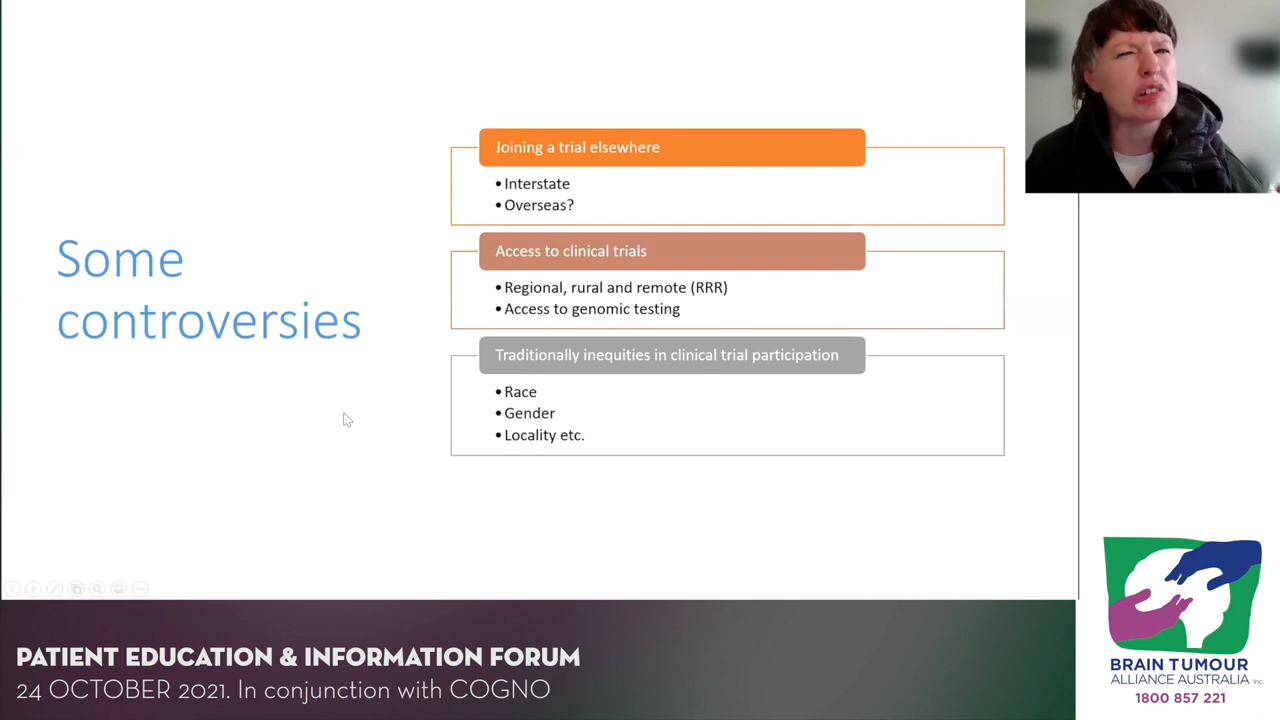 Some
controversies
Joining a trial elsewhere
• Interstate
• Overseas?
Access to clinical trials
• Regional, rural and remote (RRR)
• Access to genomic testing
Traditionally inequities in clinical trial participation
• Race
• Gender
• Locality etc.
PATIENT EDUCATION & INFORMATION FORUM
24 OCTOBER 2021. In conjunction with COGNO
BRAIN TUMOUR
ALLIANCE AUSTRALIA Inc.
1800 857 221